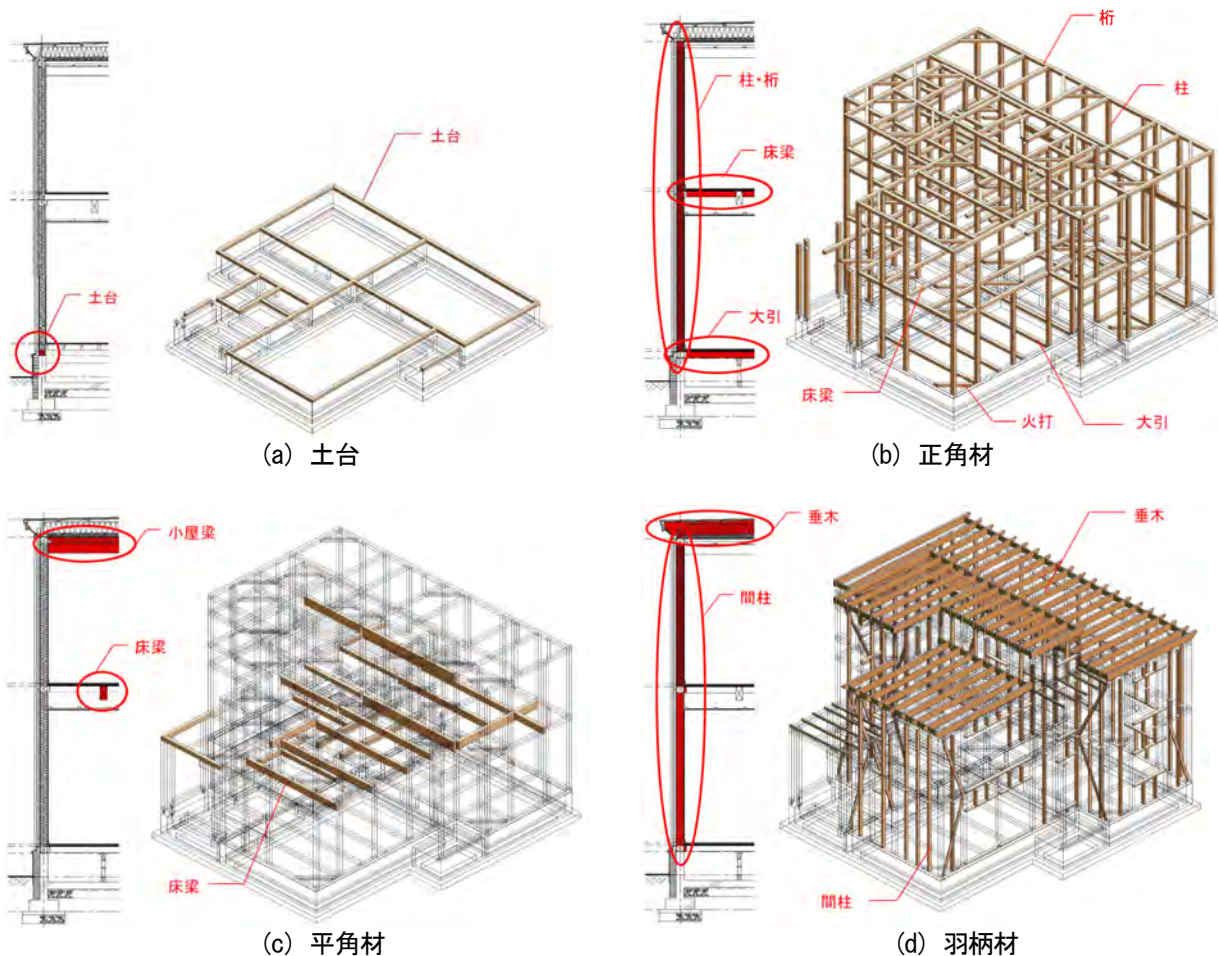 土台
土台
(a) 土台
桁
柱・桁
柱
床梁
大引
床梁
火打
大引
(b) 正角材
小屋梁
床梁
床梁
(c) 平角材
垂木
垂木
間柱
間柱
(d) 羽柄材